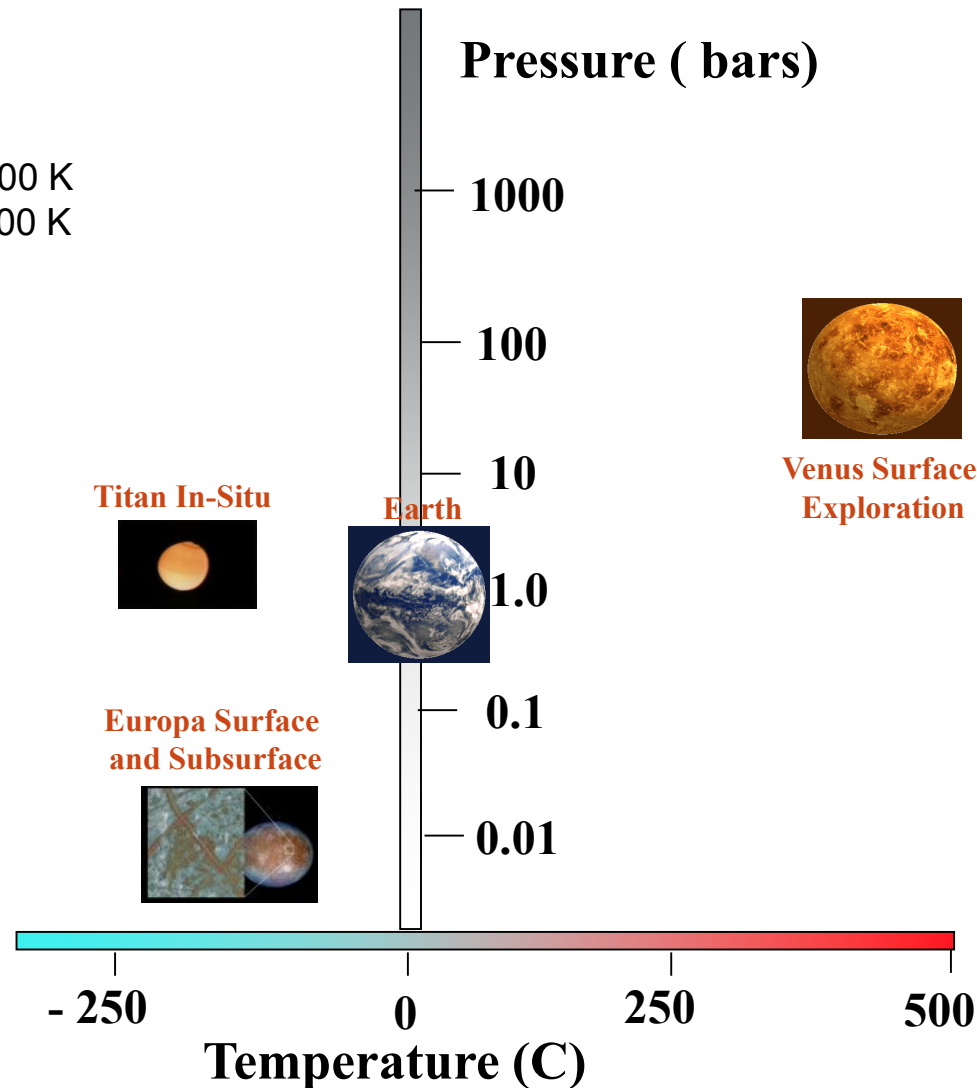 Pressure ( bars)
00 K
00 K
1000
100
10
Venus Surface
Exploration
Titan In-Situ
Earth
1.0
0.1
Europa Surface
and Subsurface
0.01
- 250
0
250
500
Temperature (C)